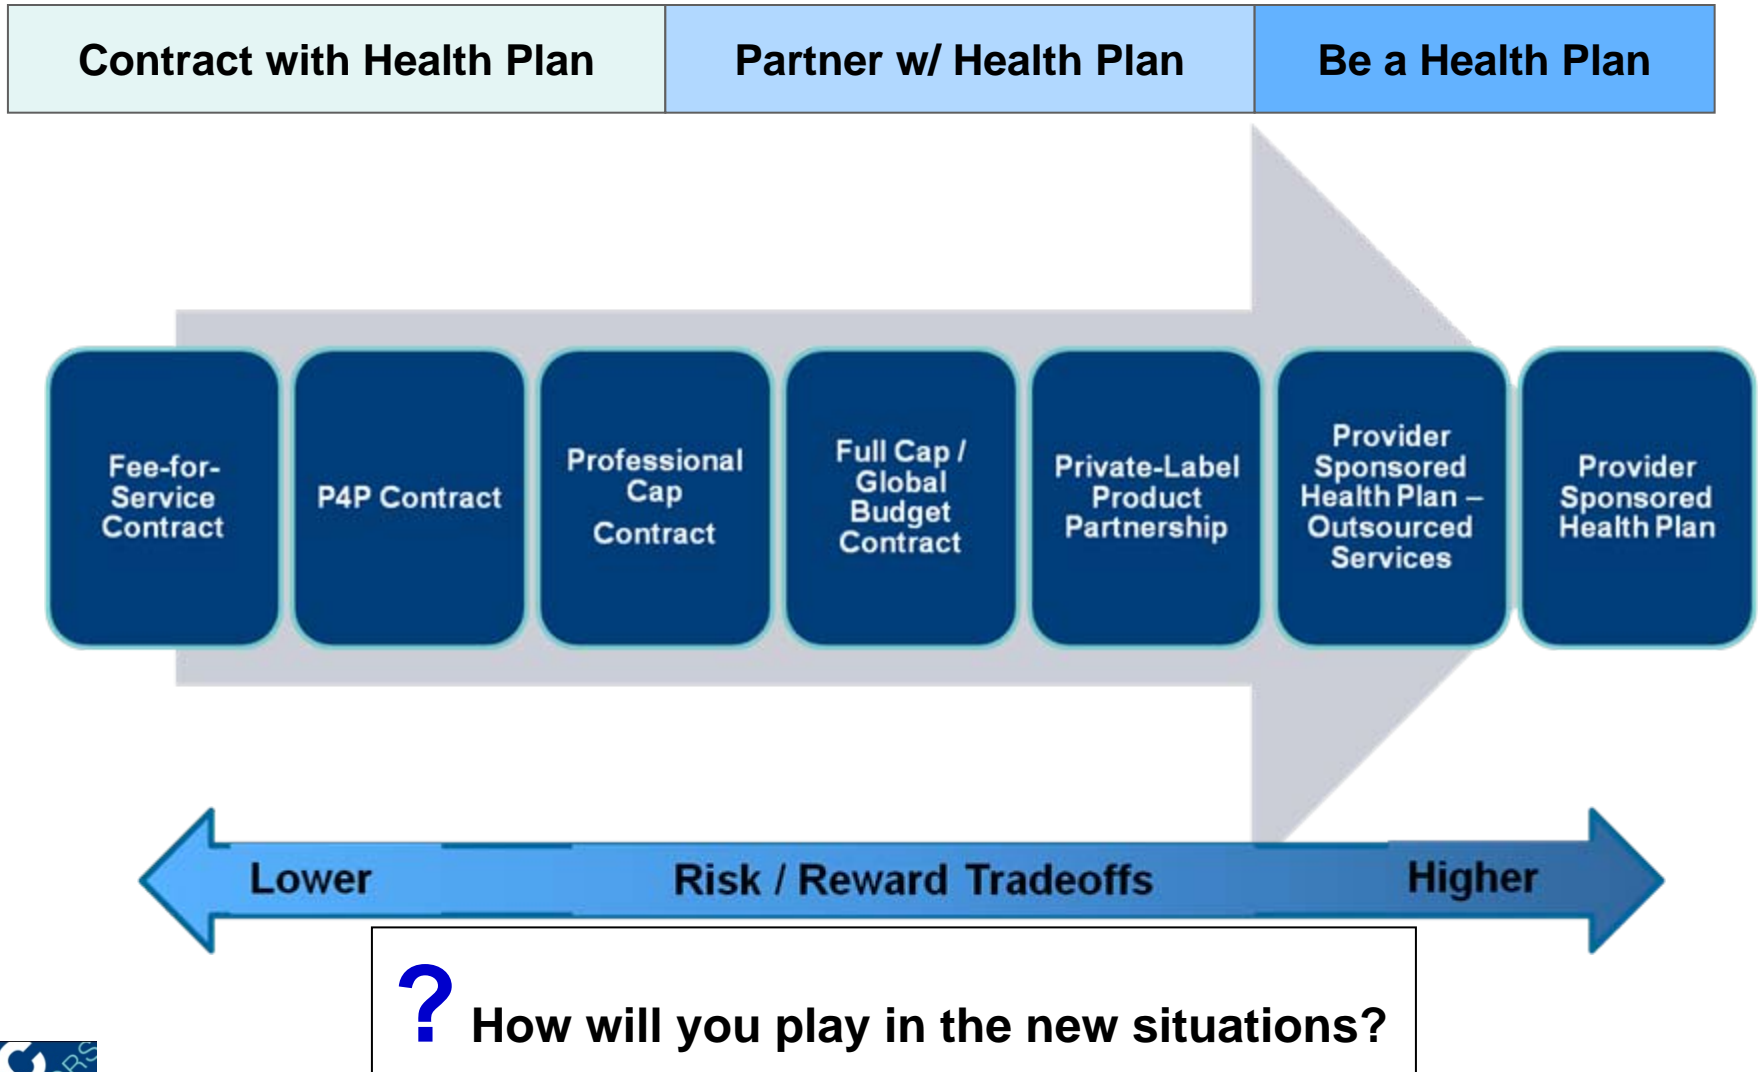 Contract with Health Plan
Partner w/ Health Plan
Be a Health Plan
Fee-for-
Service
Contract
P4P Contract
Professional
Cap
Contract
Full Cap /
Global
Budget
Contract
Private-Label
Product
Partnership
Provider
Sponsored
Health Plan –
Outsourced
Services
Provider
Sponsored
Health Plan
Lower
Risk / Reward Tradeoffs
Higher
? How will you play in the new situations?